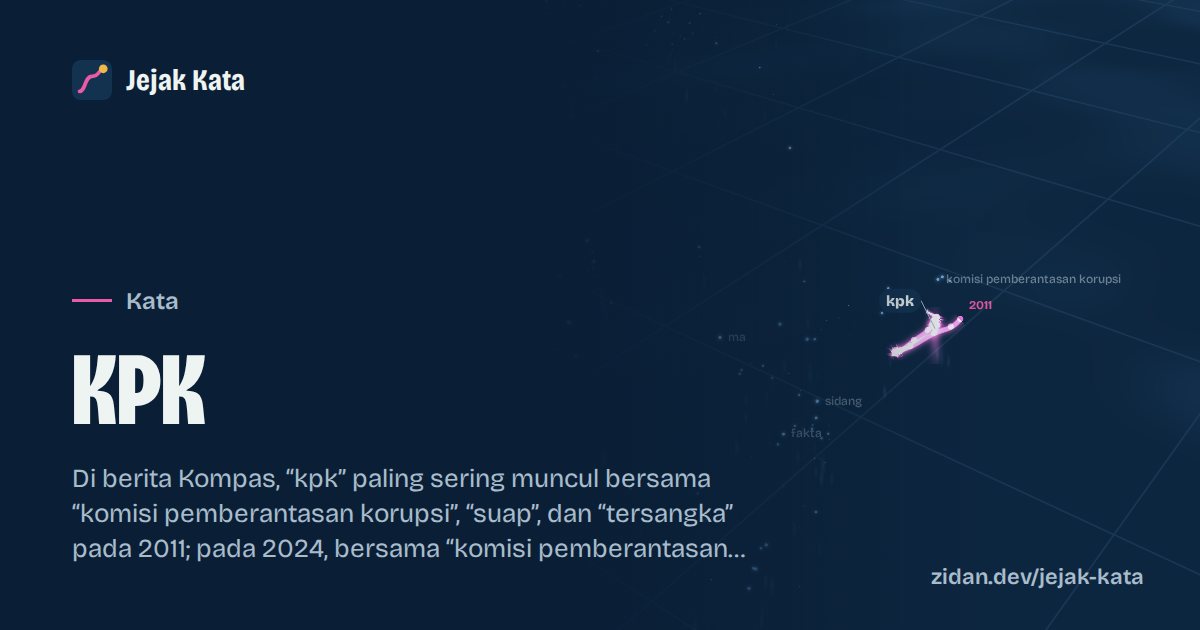 Jejak Kata
Kata
KPK
Di berita Kompas, “kpk” paling sering muncul bersama
“komisi pemberantasan korupsi”, “suap”, dan “tersangka”
pada 2011; pada 2024, bersama “komisi pemberantasan...
komisi pemberantasan korupsi
kpk
2011
ma
sidang
fakta
zidan.dev/jejak-kata